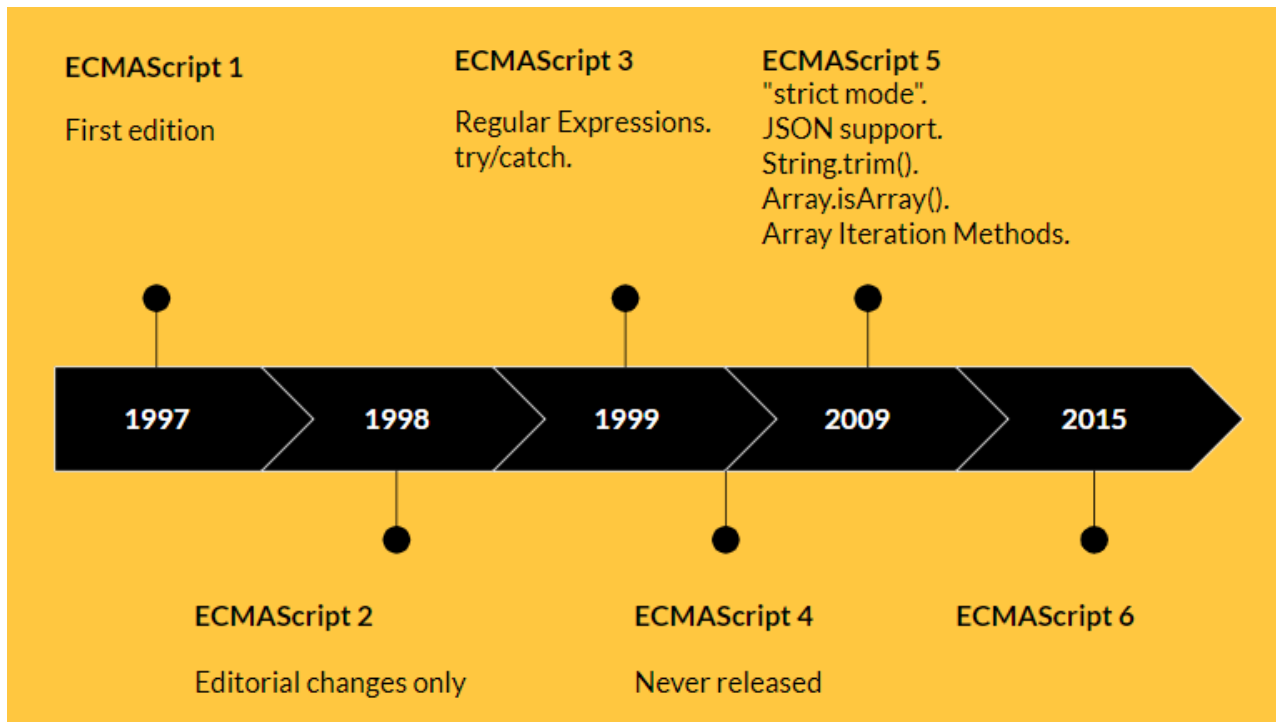 ECMAScript 1
First edition
ECMAScript 3
Regular Expressions.
try/catch.
ECMAScript 5
"strict mode".
JSON support.
String.trim().
Array.isArray().
Array Iteration Methods.
1997
1998
1999
2009
2015
ECMAScript 2
Editorial changes only
ECMAScript 4
Never released
ECMAScript 6